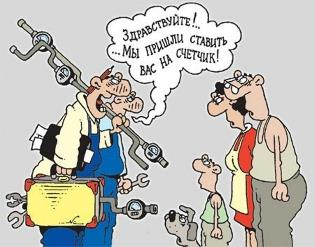 Здравствуйте!..
...Мы пришли ставить
вас на счетчик!